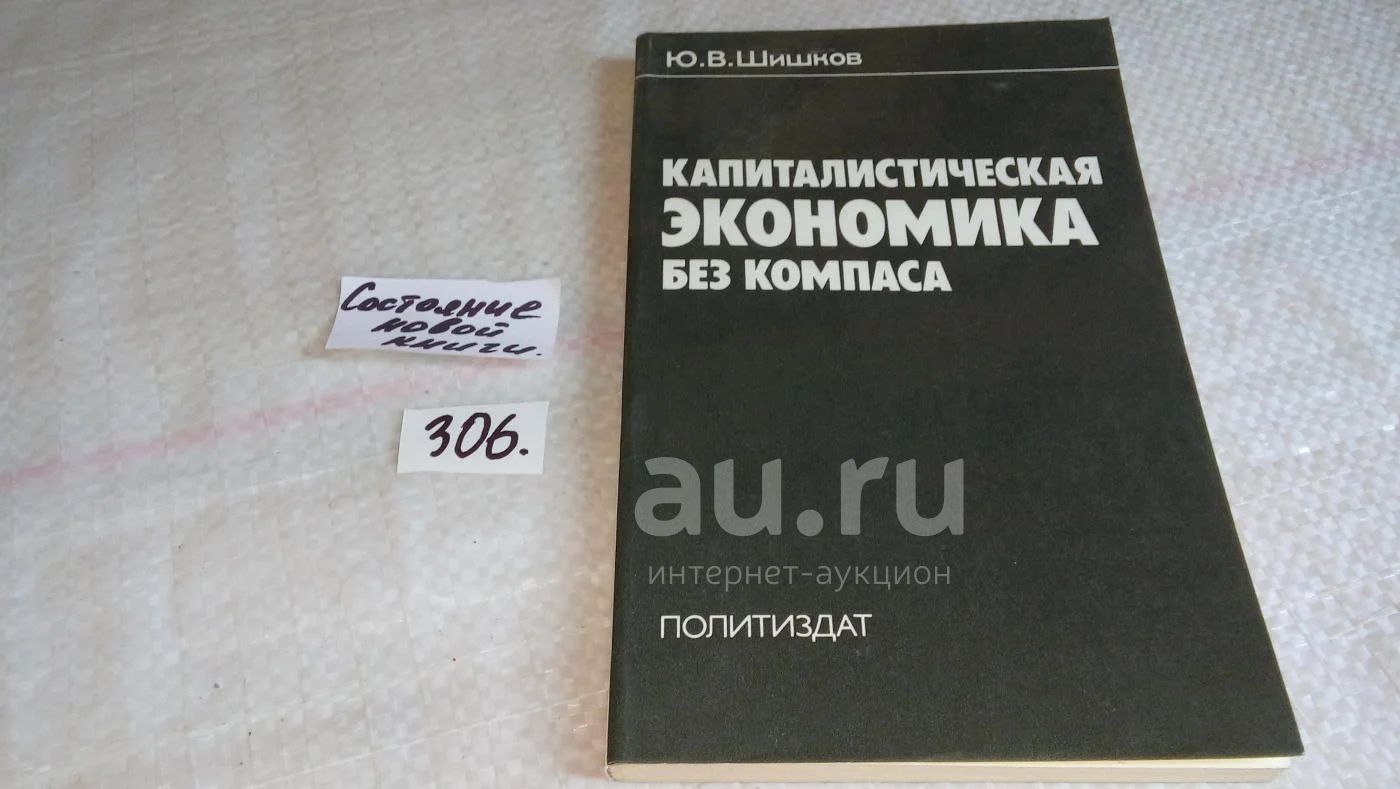 Ю.В.Шишков
КАПИТАЛИСТИЧЕСКАЯ
ЭКОНОМИКА
БЕЗ КОМПАСА
Состояние
новой
книги.
306.
au.ru
интернет-аукцион
ПОЛИТИЗДАТ